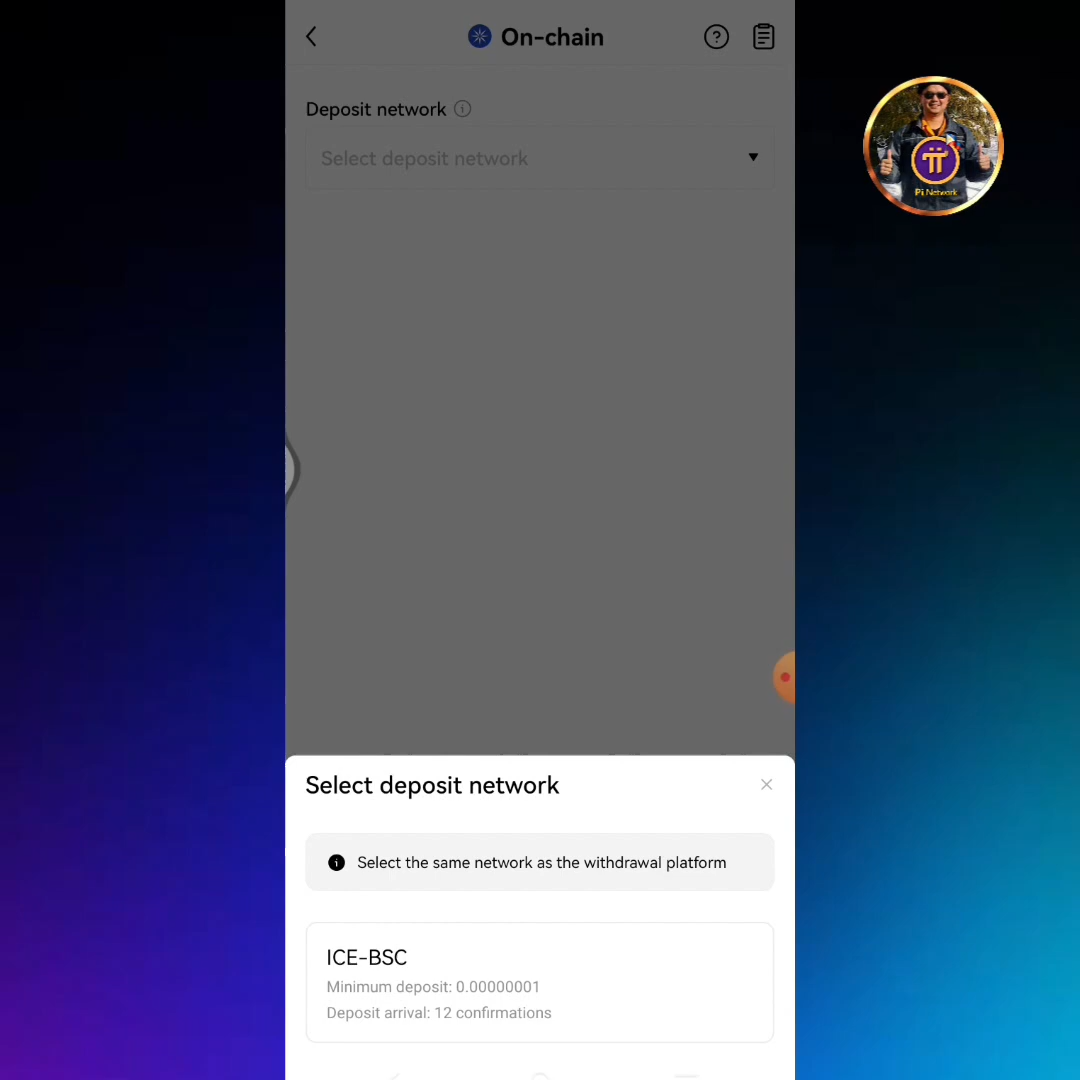 On-chain
Deposit network
Select deposit network
Pi Network
Select deposit network
Select the same network as the withdrawal platform
ICE-BSC
Minimum deposit: 0.00000001
Deposit arrival: 12 confirmations